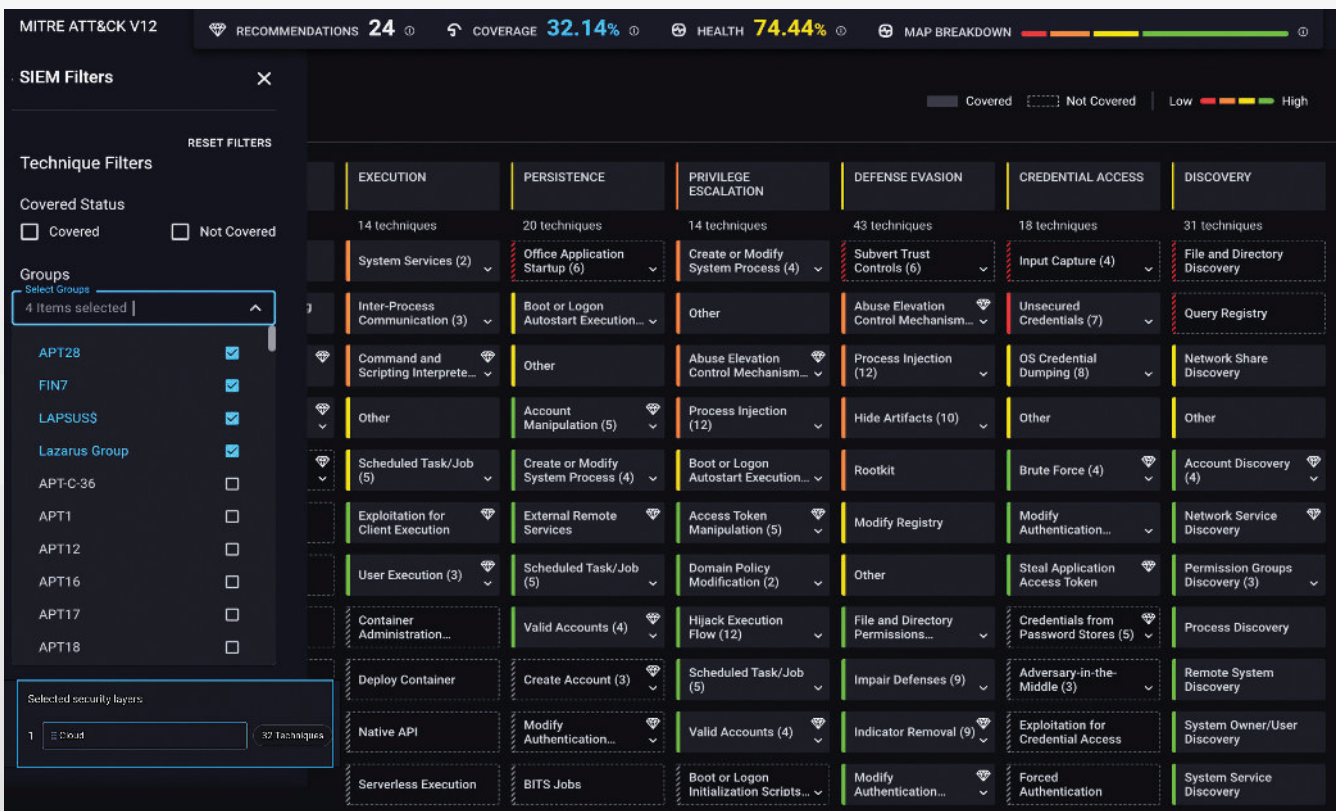 MITRE ATT&CK V12
RECOMMENDATIONS 24
COVERAGE 32.14%
HEALTH 74.44%
MAP BREAKDOWN
SIEM Filters
RESET FILTERS
Technique Filters
Covered Status
Covered
Not Covered
Groups
Select Groups
4 Items selected
APT28
FIN7
LAPSUS$
Lazarus Group
APT-C-36
APT1
APT12
APT16
APT17
APT18
Selected security layers
1 Cloud
Techniques
Covered
Not Covered
Low
High
EXECUTION
14 techniques
System Services (2)
Inter-Process
Communication (3)
Command and
Scripting Interprete...
Other
Scheduled Task/Job
(5)
Exploitation for
Client Execution
User Execution (3)
Container
Administration...
Deploy Container
Native API
Serverless Execution
PERSISTENCE
20 techniques
Office Application
Startup (6)
Boot or Logon
Autostart Execution...
Other
Account
Manipulation (5)
Create or Modify
System Process (4)
External Remote
Services
Scheduled Task/Job
(5)
Valid Accounts (4)
Create Account (3)
Modify
Authentication...
BITS Jobs
PRIVILEGE
ESCALATION
14 techniques
Create or Modify
System Process (4)
Other
Abuse Elevation
Control Mechanism...
Process Injection
(12)
Boot or Logon
Autostart Execution...
Access Token
Manipulation (5)
Domain Policy
Modification (2)
Hijack Execution
Flow (12)
Scheduled Task/Job
(5)
Valid Accounts (4)
Boot or Logon
Initialization Scripts...
DEFENSE EVASION
43 techniques
Subvert Trust
Controls (6)
Abuse Elevation
Control Mechanism...
Process Injection
(12)
Hide Artifacts (10)
Rootkit
Modify Registry
Other
File and Directory
Permissions...
Impair Defenses (9)
Indicator Removal (9)
Modify
Authentication...
CREDENTIAL ACCESS
18 techniques
Input Capture (4)
Unsecured
Credentials (7)
OS Credential
Dumping (8)
Other
Brute Force (4)
Modify
Authentication...
Steal Application
Access Token
Credentials from
Password Stores (5)
Adversary-in-the-
Middle (3)
Exploitation for
Credential Access
Forced
Authentication
DISCOVERY
31 techniques
File and Directory
Discovery
Query Registry
Network Share
Discovery
Other
Account Discovery
(4)
Network Service
Discovery
Permission Groups
Discovery (3)
Process Discovery
Remote System
Discovery
System Owner/User
Discovery
System Service
Discovery